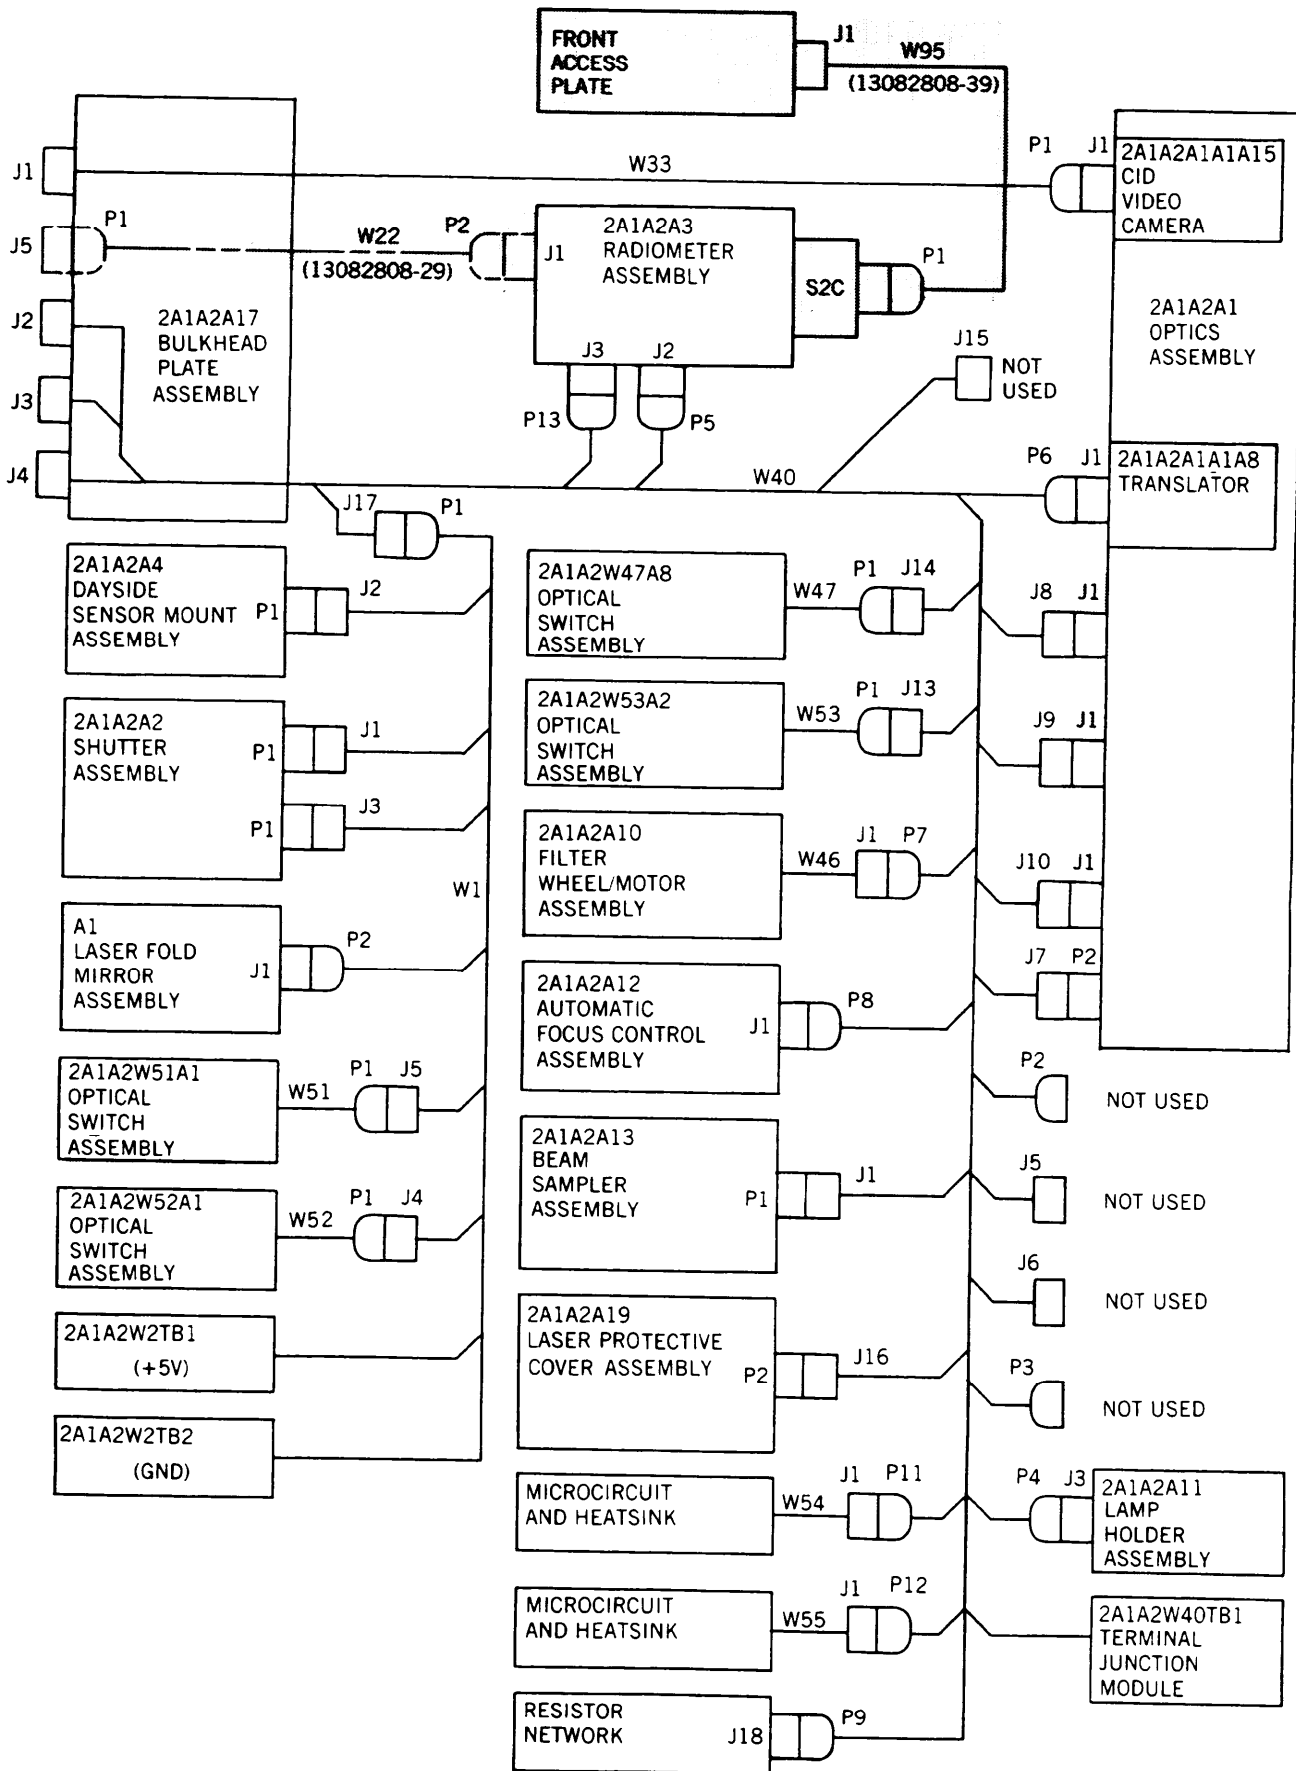 FRONT
ACCESS
PLATE
J1
W95
(13082808-39)
J1
W33
P1
J1
2A1A2A1A1A15
CID
VIDEO
CAMERA
J5
P1
W22
(13082808-29)
P2
J1
2A1A2A3
RADIOMETER
ASSEMBLY
S2C
P1
J2
J3
J4
2A1A2A17
BULKHEAD
PLATE
ASSEMBLY
J3
J2
P13
P5
J15
NOT
USED
2A1A2A1
OPTICS
ASSEMBLY
W40
P6
J1
2A1A2A1A1A8
TRANSLATOR
J17
P1
2A1A2A4
DAYSIDE
SENSOR MOUNT
ASSEMBLY
P1
J2
2A1A2A2
SHUTTER
ASSEMBLY
P1
J1
P1
J3
W1
A1
LASER FOLD
MIRROR
ASSEMBLY
J1
P2
2A1A2W51A1
OPTICAL
SWITCH
ASSEMBLY
W51
P1
J5
2A1A2W52A1
OPTICAL
SWITCH
ASSEMBLY
W52
P1
J4
2A1A2W2TB1
(+5V)
2A1A2W2TB2
(GND)
2A1A2W47A8
OPTICAL
SWITCH
ASSEMBLY
W47
P1
J14
2A1A2W53A2
OPTICAL
SWITCH
ASSEMBLY
W53
P1
J13
2A1A2A10
FILTER
WHEEL/MOTOR
ASSEMBLY
W46
J1
P7
2A1A2A12
AUTOMATIC
FOCUS CONTROL
ASSEMBLY
J1
P8
2A1A2A13
BEAM
SAMPLER
ASSEMBLY
P1
J1
2A1A2A19
LASER PROTECTIVE
COVER ASSEMBLY
P2
J16
MICROCIRCUIT
AND HEATSINK
W54
J1
P11
MICROCIRCUIT
AND HEATSINK
W55
J1
P12
RESISTOR
NETWORK
J18
P9
J8
J1
J9
J1
J10
J1
J7
P2
P2
NOT USED
J5
NOT USED
J6
NOT USED
P3
NOT USED
P4
J3
2A1A2A11
LAMP
HOLDER
ASSEMBLY
2A1A2W40TB1
TERMINAL
JUNCTION
MODULE